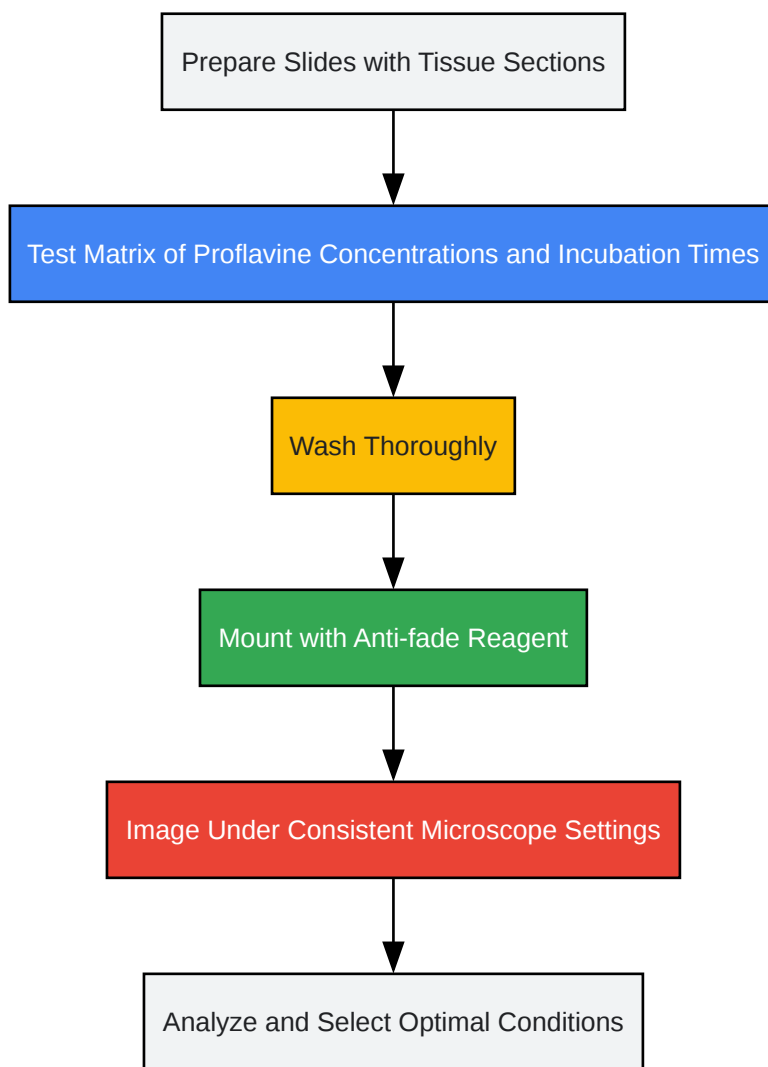 Prepare Slides with Tissue Sections
Test Matrix of Proflavine Concentrations and Incubation Times
Wash Thoroughly
Mount with Anti-fade Reagent
Image Under Consistent Microscope Settings
Analyze and Select Optimal Conditions